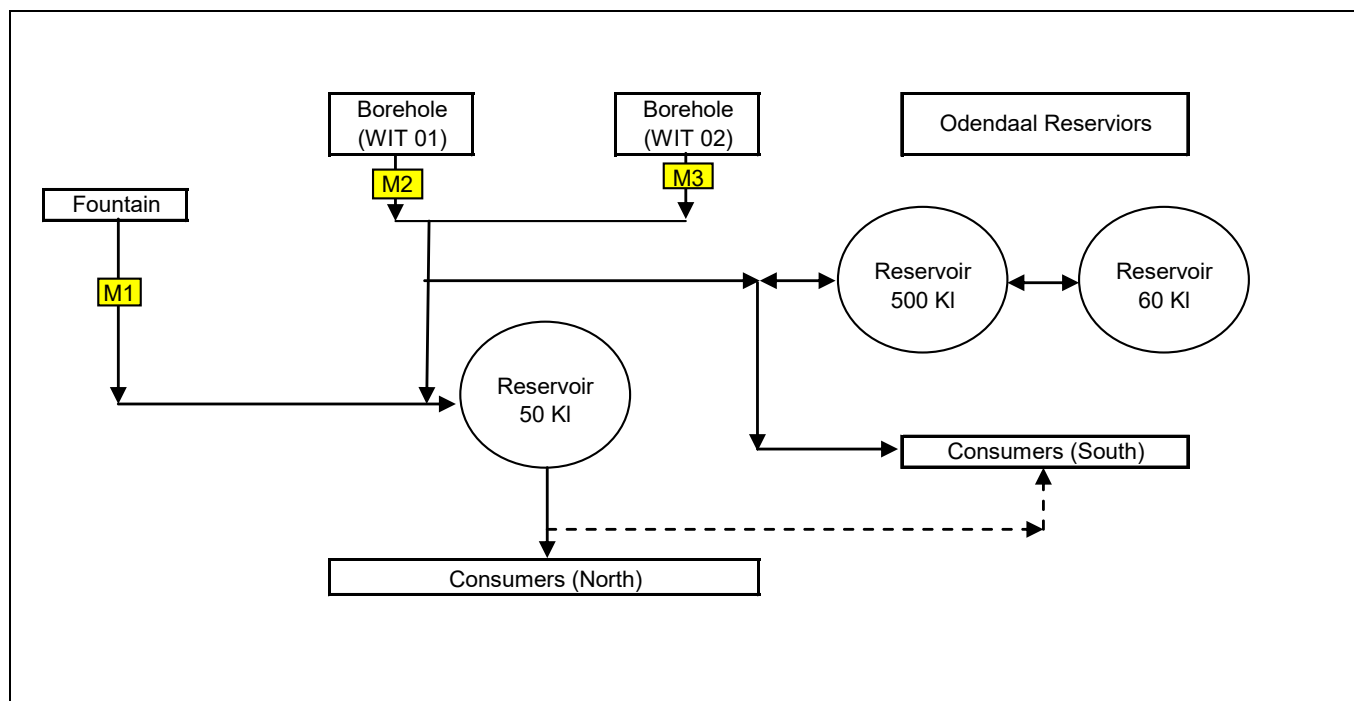 Borehole
(WIT 01)
Borehole
(WIT 02)
Odendaal Reserviors
M2
M3
Fountain
M1
Reservoir
500 Kl
Reservoir
60 Kl
Reservoir
50 Kl
Consumers (South)
Consumers (North)